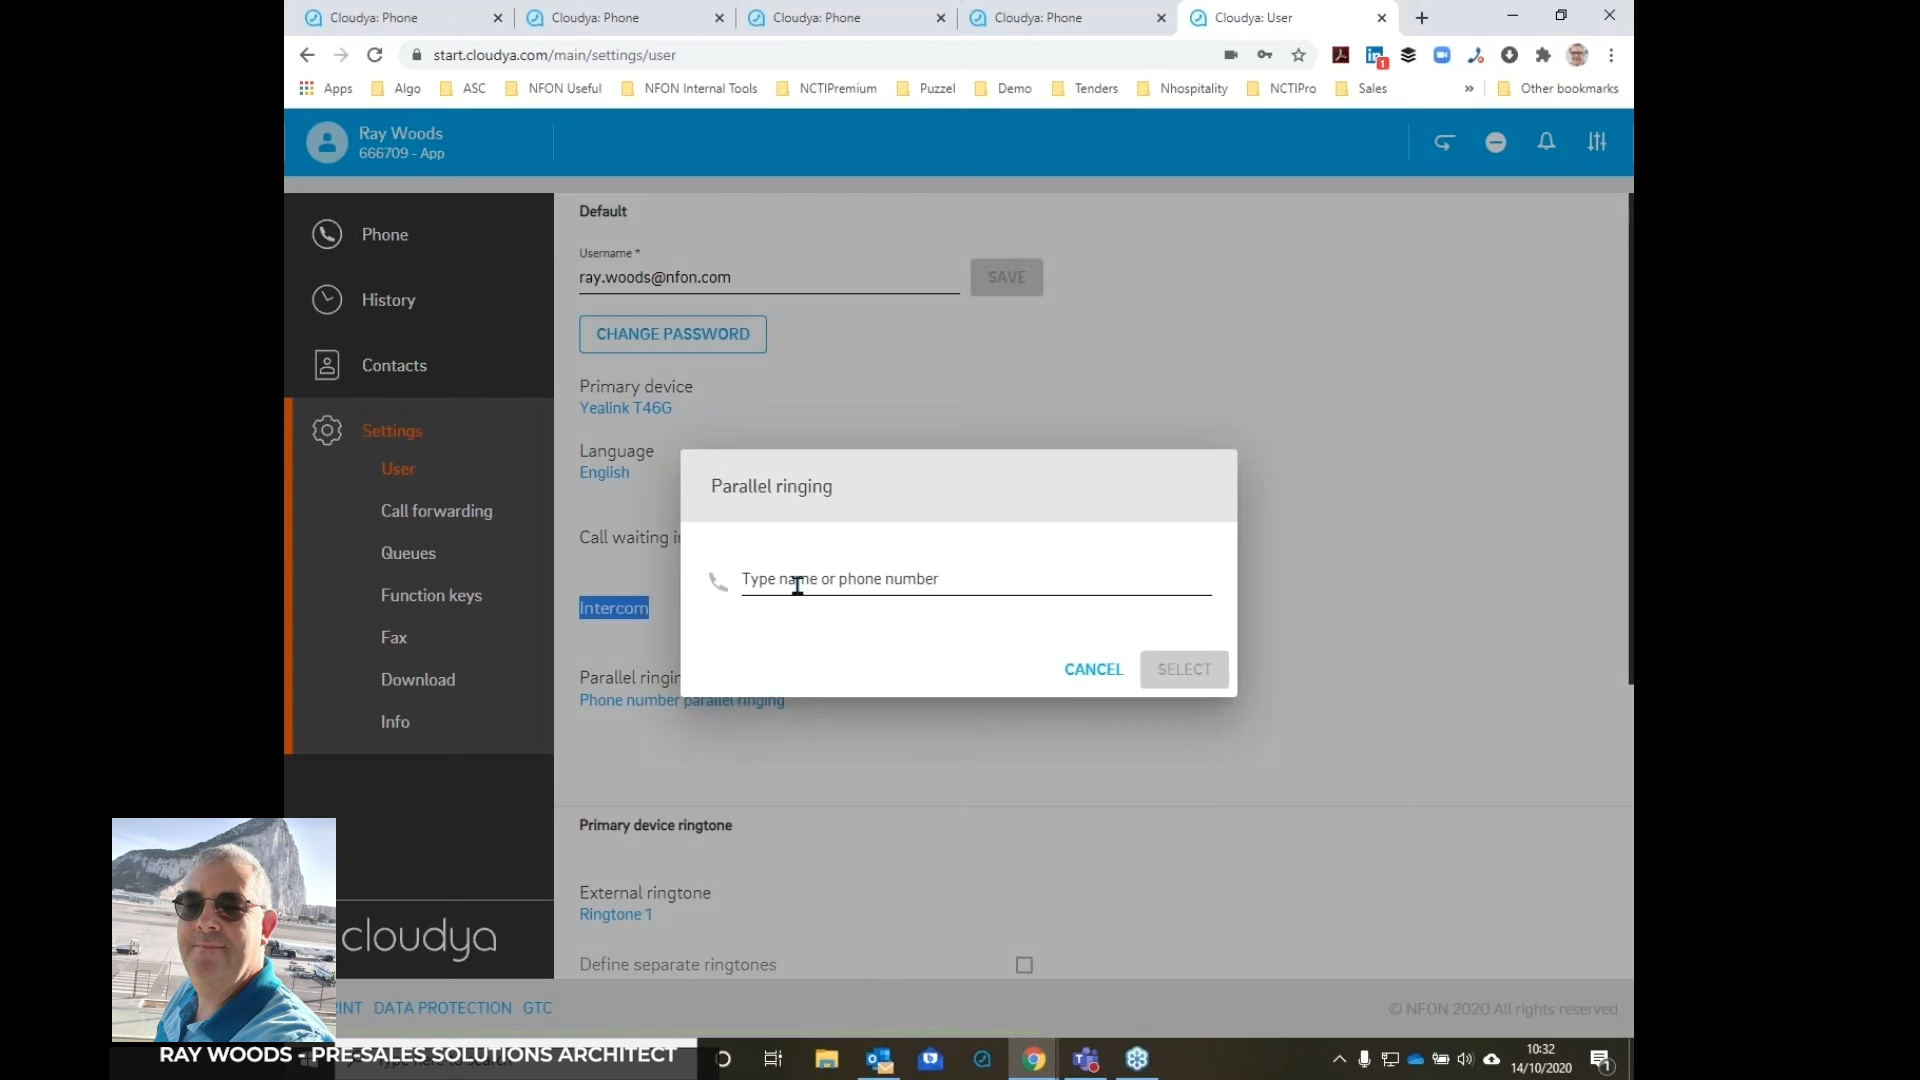 Cloudya: Phone
Cloudya: Phone
Cloudya: Phone
Cloudya: Phone
Cloudya: User
start.cloudya.com/main/settings/user
1
Apps
Algo
ASC
NFON Useful
NFON Internal Tools
NCTIPremium
Puzzel
Demo
Tenders
Nhospitality
NCTIPro
Sales
»
Other bookmarks
Ray Woods
666709 - App
Phone
History
Contacts
Settings
User
Call forwarding
Queues
Function keys
Fax
Download
Info
cloudya
Default
Username *
ray.woods@nfon.com
SAVE
CHANGE PASSWORD
Primary device
Yealink T46G
Language
English
Call waiting
Intercom
Parallel
Phone number parallel ringing
Parallel ringing
Type name or phone number
CANCEL
SELECT
Primary device ringtone
External ringtone
Ringtone 1
Define separate ringtones
DATA PROTECTION
GTC
© NFON 2020 All rights reserved
RAY WOODS - PRE-SALES SOLUTIONS ARCHITECT
10:32
14/10/2020
1